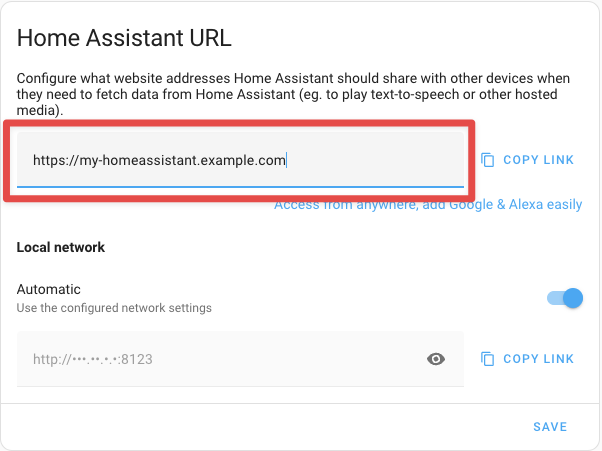 Home Assistant URL
Configure what website addresses Home Assistant should share with other devices when
they need to fetch data from Home Assistant (eg. to play text-to-speech or other hosted
media).
https://my-homeassistant.example.com
COPY LINK
Access from anywhere, add Google & Alexa easily
Local network
Automatic
Use the configured network settings
http://•••.••.•.•:8123
COPY LINK
SAVE